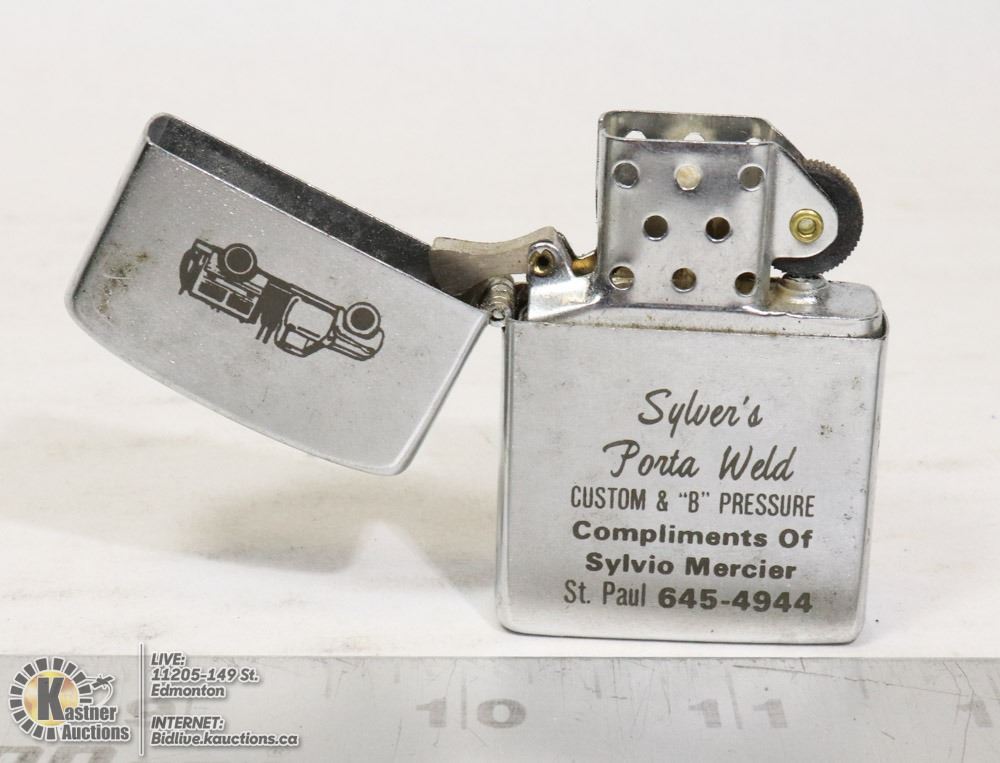 Sylver's
Porta Weld
CUSTOM & "B" PRESSURE
Compliments Of
Sylvio Mercier
St. Paul 645-4944
10 11
Kastner
Auctions
LIVE:
11205-149 St.
Edmonton
INTERNET:
Bidlive.kauctions.ca